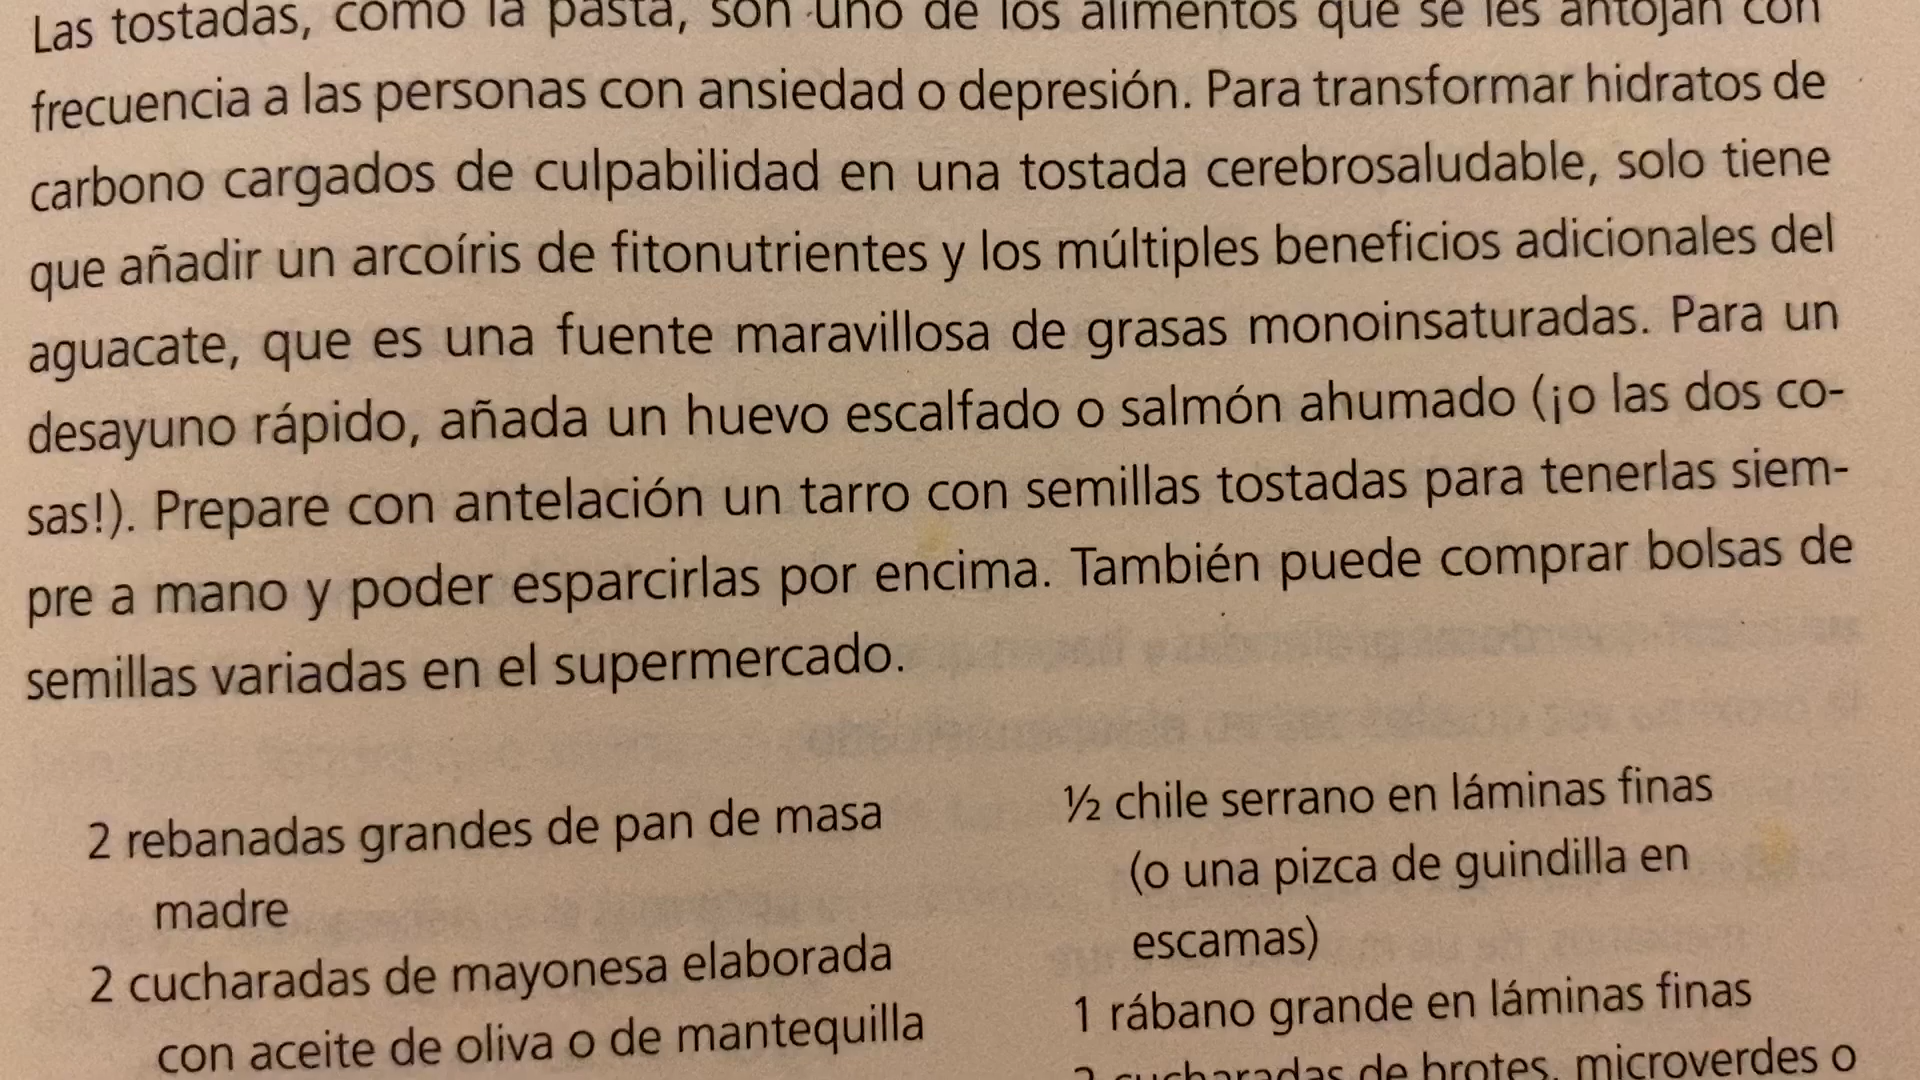 Las tostadas, como la pasta, son uno de los alimentos que se les antojan con
frecuencia a las personas con ansiedad o depresión. Para transformar hidratos de
carbono cargados de culpabilidad en una tostada cerebrosaludable, solo tiene
que añadir un arcoíris de fitonutrientes y los múltiples beneficios adicionales del
aguacate, que es una fuente maravillosa de grasas monoinsaturadas. Para un
desayuno rápido, añada un huevo escalfado o salmón ahumado (¡o las dos co-
sas!). Prepare con antelación un tarro con semillas tostadas para tenerlas siem-
pre a mano y poder esparcirlas por encima. También puede comprar bolsas de
semillas variadas en el supermercado.
2 rebanadas grandes de pan de masa
madre
2 cucharadas de mayonesa elaborada
con aceite de oliva o de mantequilla
½ chile serrano en láminas finas
(o una pizca de guindilla en
escamas)
1 rábano grande en láminas finas
2 cucharadas de brotes, microverdes o